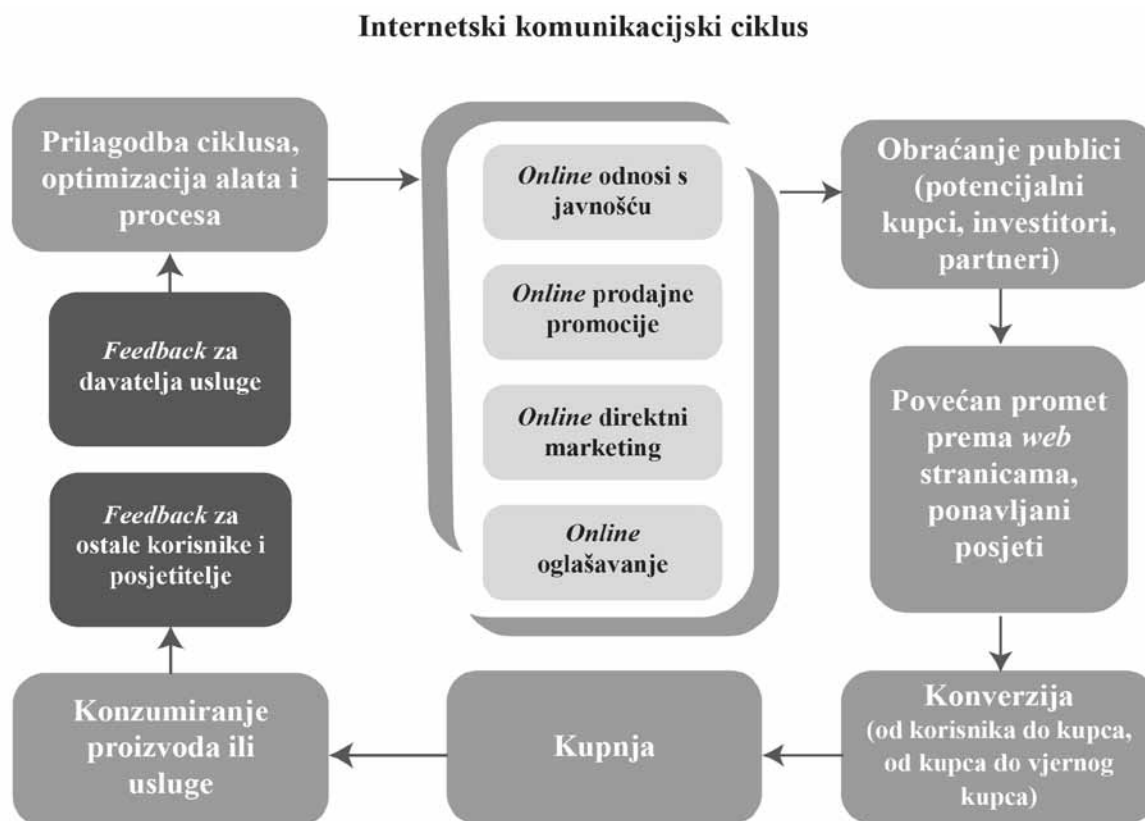 Internetski komunikacijski ciklus
Prilagodba ciklusa,
optimizacija alata i
procesa
Online odnosi s
javnošću
Online prodajne
promocije
Online direktni
marketing
Online
oglašavanje
Obraćanje publici
(potencijalni
kupci, investitori,
partneri)
Povećan promet
prema web
stranicama,
ponavljani
posjeti
Konverzija
(od korisnika do kupca,
od kupca do vjernog
kupca)
Kupnja
Konzumiranje
proizvoda ili
usluge
Feedback za
ostale korisnike i
posjetitelje
Feedback za
davatelja usluge